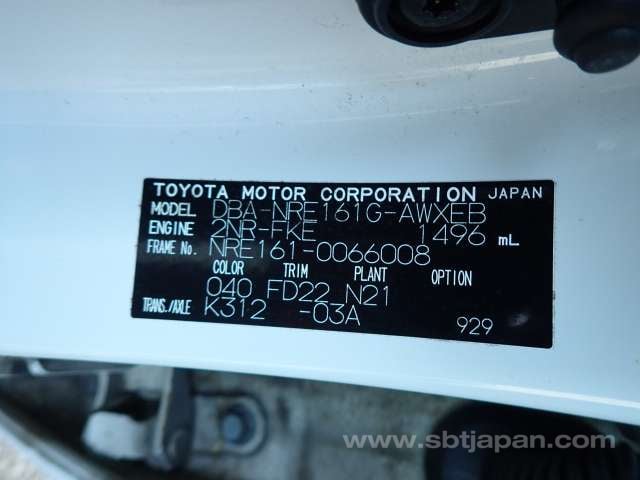 TOYOTA MOTOR CORPORATION JAPAN
MODEL DBA-NRE161G-AWXEB
ENGINE 2NR-FKE 1496 mL
FRAME No. NRE161-0066008
COLOR TRIM PLANT OPTION
040 FD22 N21
TRANS./AXLE K312 -03A
929
www.sbtjapan.com